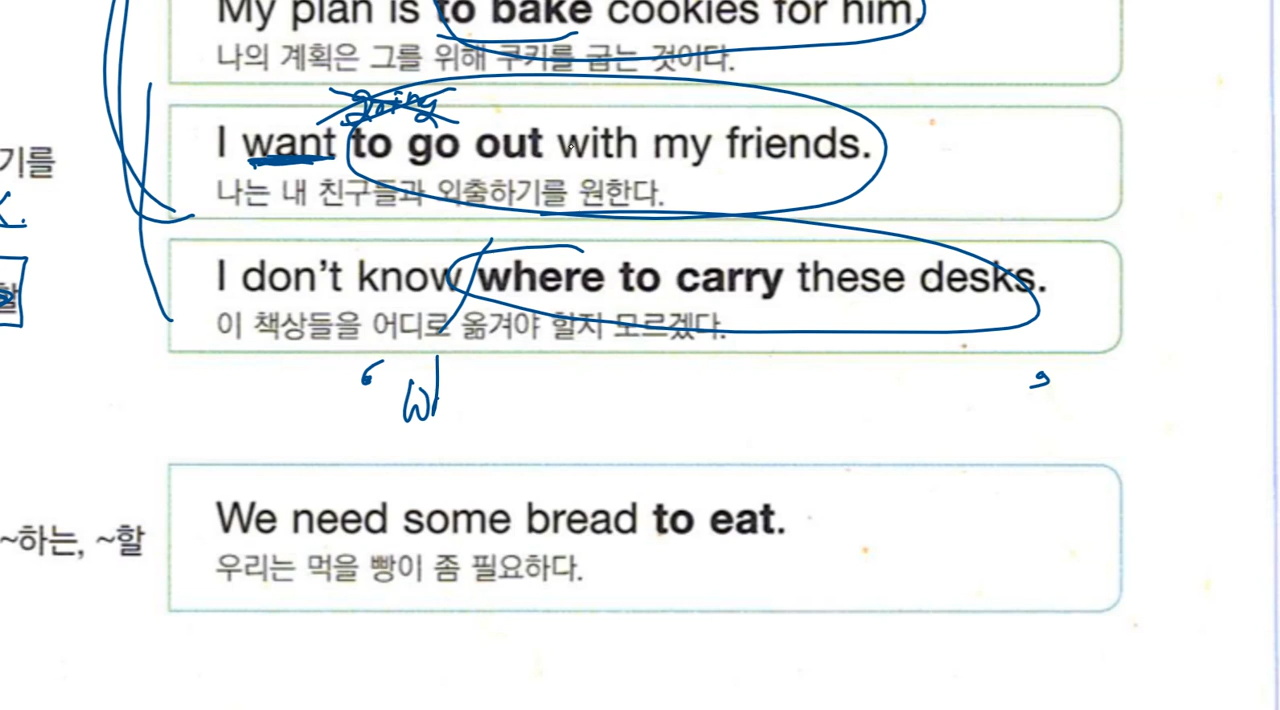 My plan is to bake cookies for him.
나의 계획은 그를 위해 쿠키를 굽는 것이다.
going
기를
I want to go out with my friends.
나는 내 친구들과 외출하기를 원한다.
I don't know where to carry these desks.
할
이 책상들을 어디로 옮겨야 할지 모르겠다.
We need some bread to eat.
~하는, ~할
우리는 먹을 빵이 좀 필요하다.